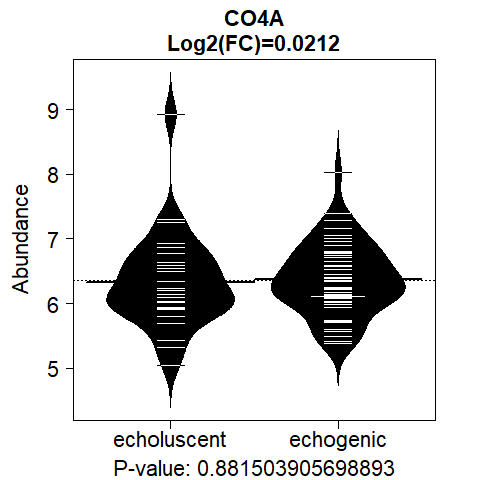 CO4A
Log2(FC)=0.0212
Abundance
9
8
7
6
5
echoluscent echogenic
P-value: 0.881503905698893